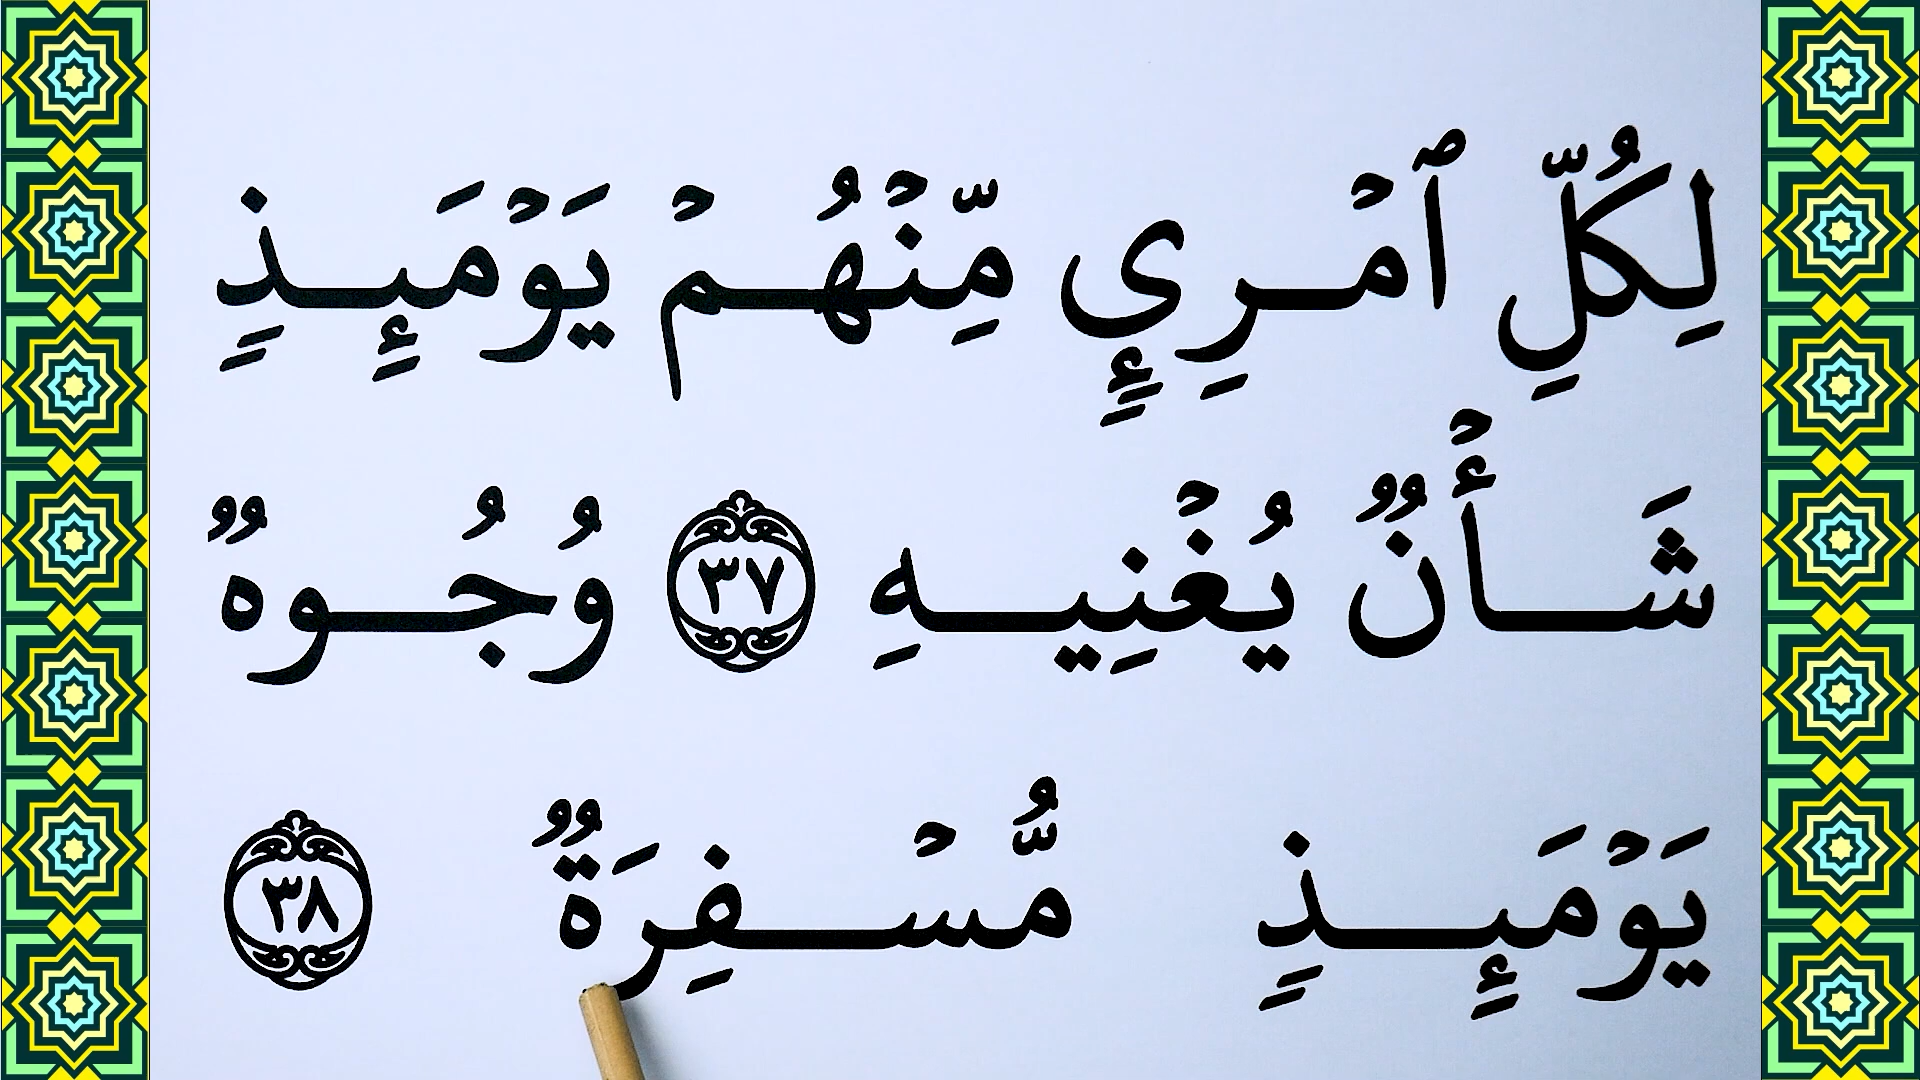 لِكُلِّ ٱمۡرِيٕٖ مِّنۡهُمۡ يَوۡمَئِذٖ
شَأۡنٞ يُغۡنِيهِ ٣٧ وُجُوهٞ
يَوۡمَئِذٖ مُّسۡفِرَةٞ ٣٨